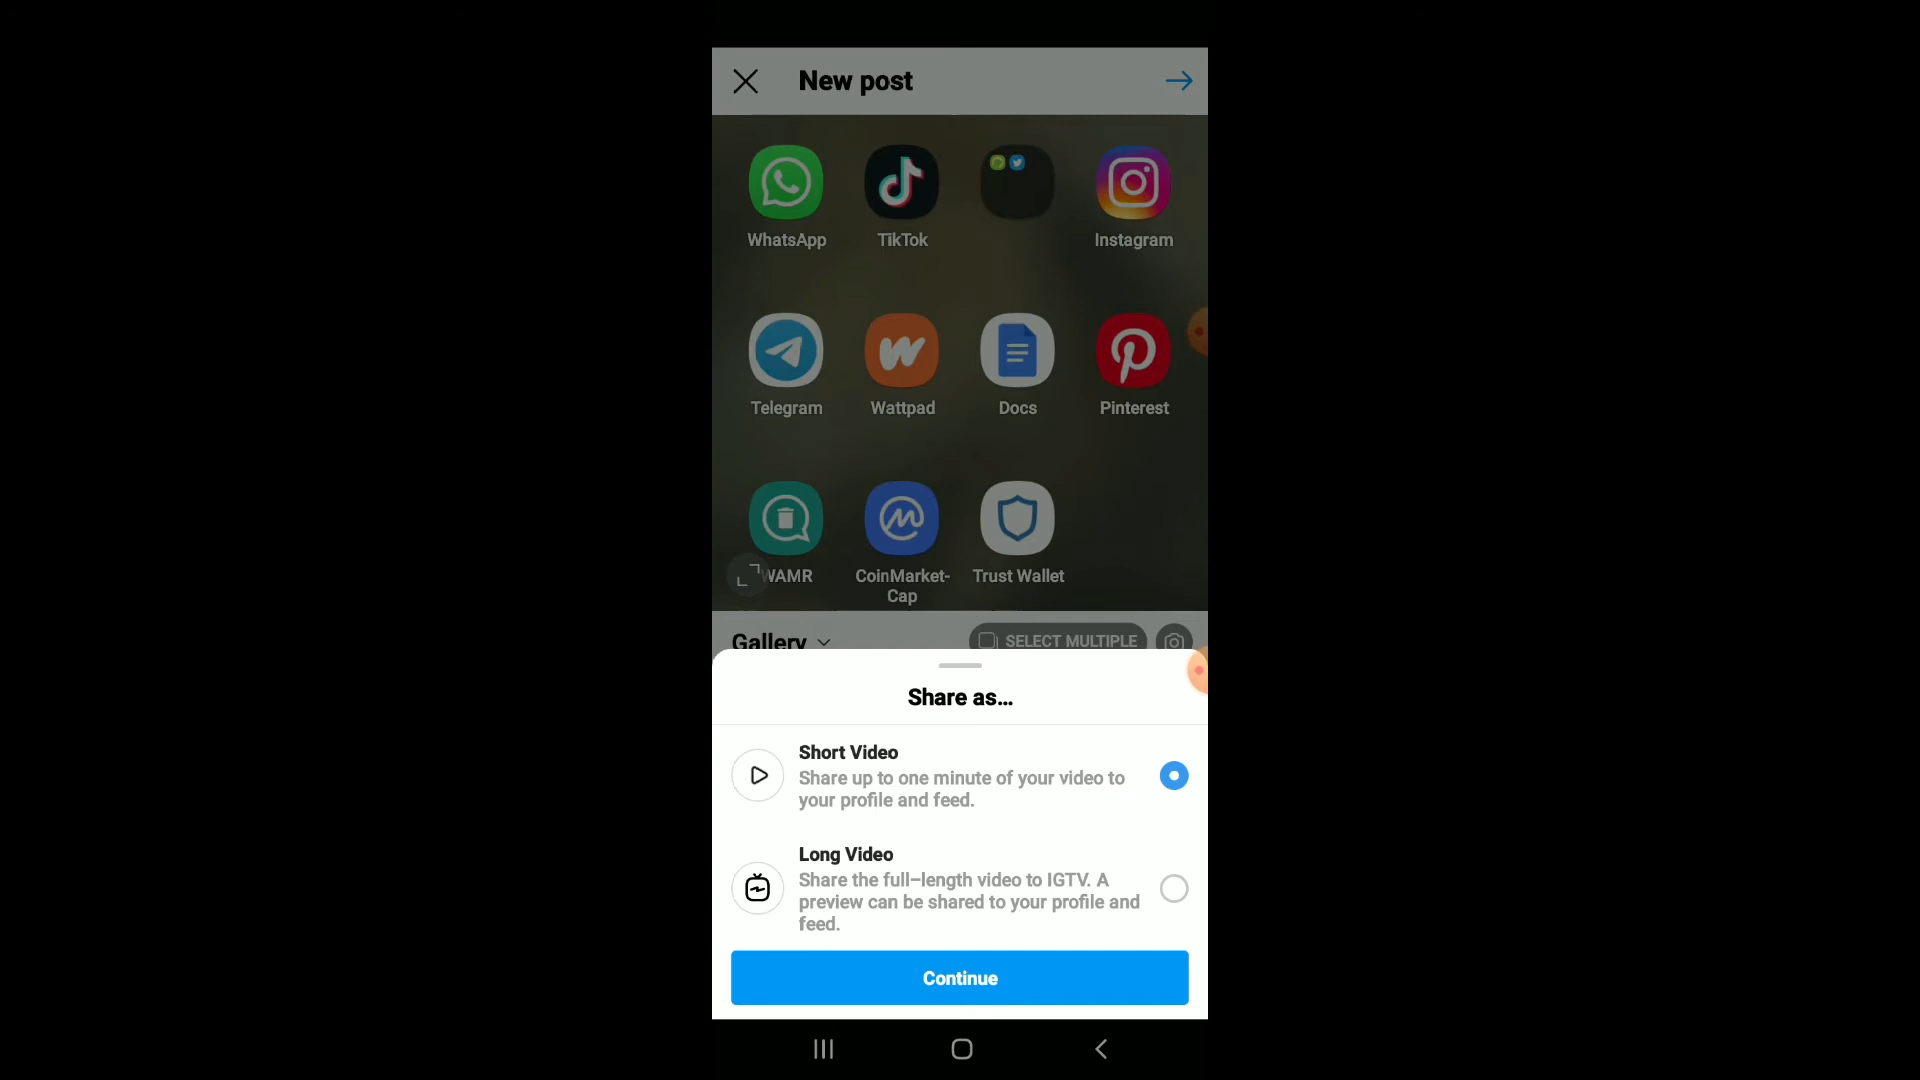 New post
WhatsApp TikTok Instagram
Telegram Wattpad Docs Pinterest
WAMR CoinMarket- Trust Wallet
Cap
Gallery SELECT MULTIPLE
Share as...
Short Video
Share up to one minute of your video to
your profile and feed.
Long Video
Share the full-length video to IGTV. A
preview can be shared to your profile and
feed.
Continue